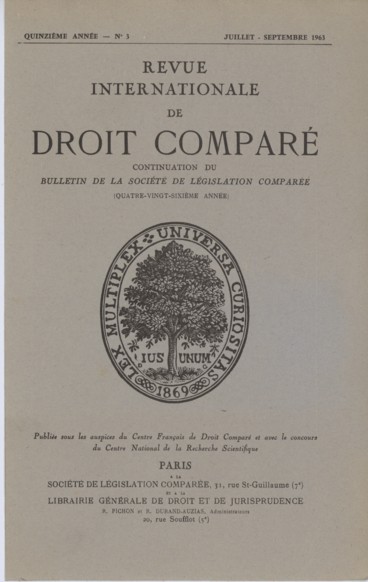 QUINZIÈME ANNÉE — N° 3 JUILLET - SEPTEMBRE 1963
REVUE
INTERNATIONALE
DE
DROIT COMPARÉ
CONTINUATION DU
BULLETIN DE LA SOCIÉTÉ DE LÉGISLATION COMPARÉE
(QUATRE-VINGT-SIXIÈME ANNÉE)
LEX MULTIPLEX UNIVERSA CURIOSITAS
IUS UNUM
1869
Publiée sous les auspices du Centre Français de Droit Comparé et avec le concours
du Centre National de la Recherche Scientifique
PARIS
A LA
SOCIÉTÉ DE LÉGISLATION COMPARÉE, 31, rue St-Guillaume (7e)
ET A LA
LIBRAIRIE GÉNÉRALE DE DROIT ET DE JURISPRUDENCE
R. PICHON et R. DURAND-AUZIAS,
20, rue Soufflot (5e)